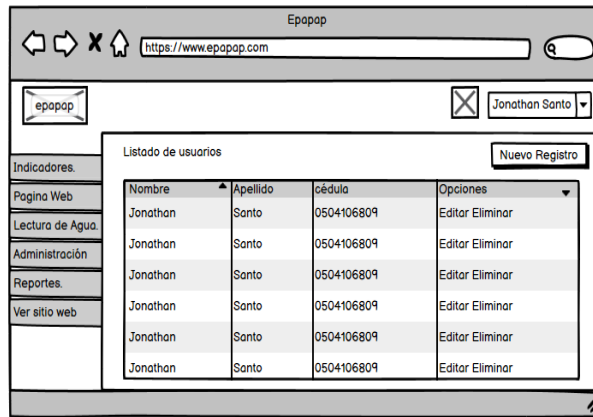 Epapap
https://www.epapap.com
epapap
Jonathan Santo
Listado de usuarios
Nuevo Registro
Indicadores.
Pagina Web
Lectura de Agua.
Administración
Reportes.
Ver sitio web
Nombre Apellido cédula Opciones
Jonathan Santo 0504106809 Editar Eliminar
Jonathan Santo 0504106809 Editar Eliminar
Jonathan Santo 0504106809 Editar Eliminar
Jonathan Santo 0504106809 Editar Eliminar
Jonathan Santo 0504106809 Editar Eliminar
Jonathan Santo 0504106809 Editar Eliminar